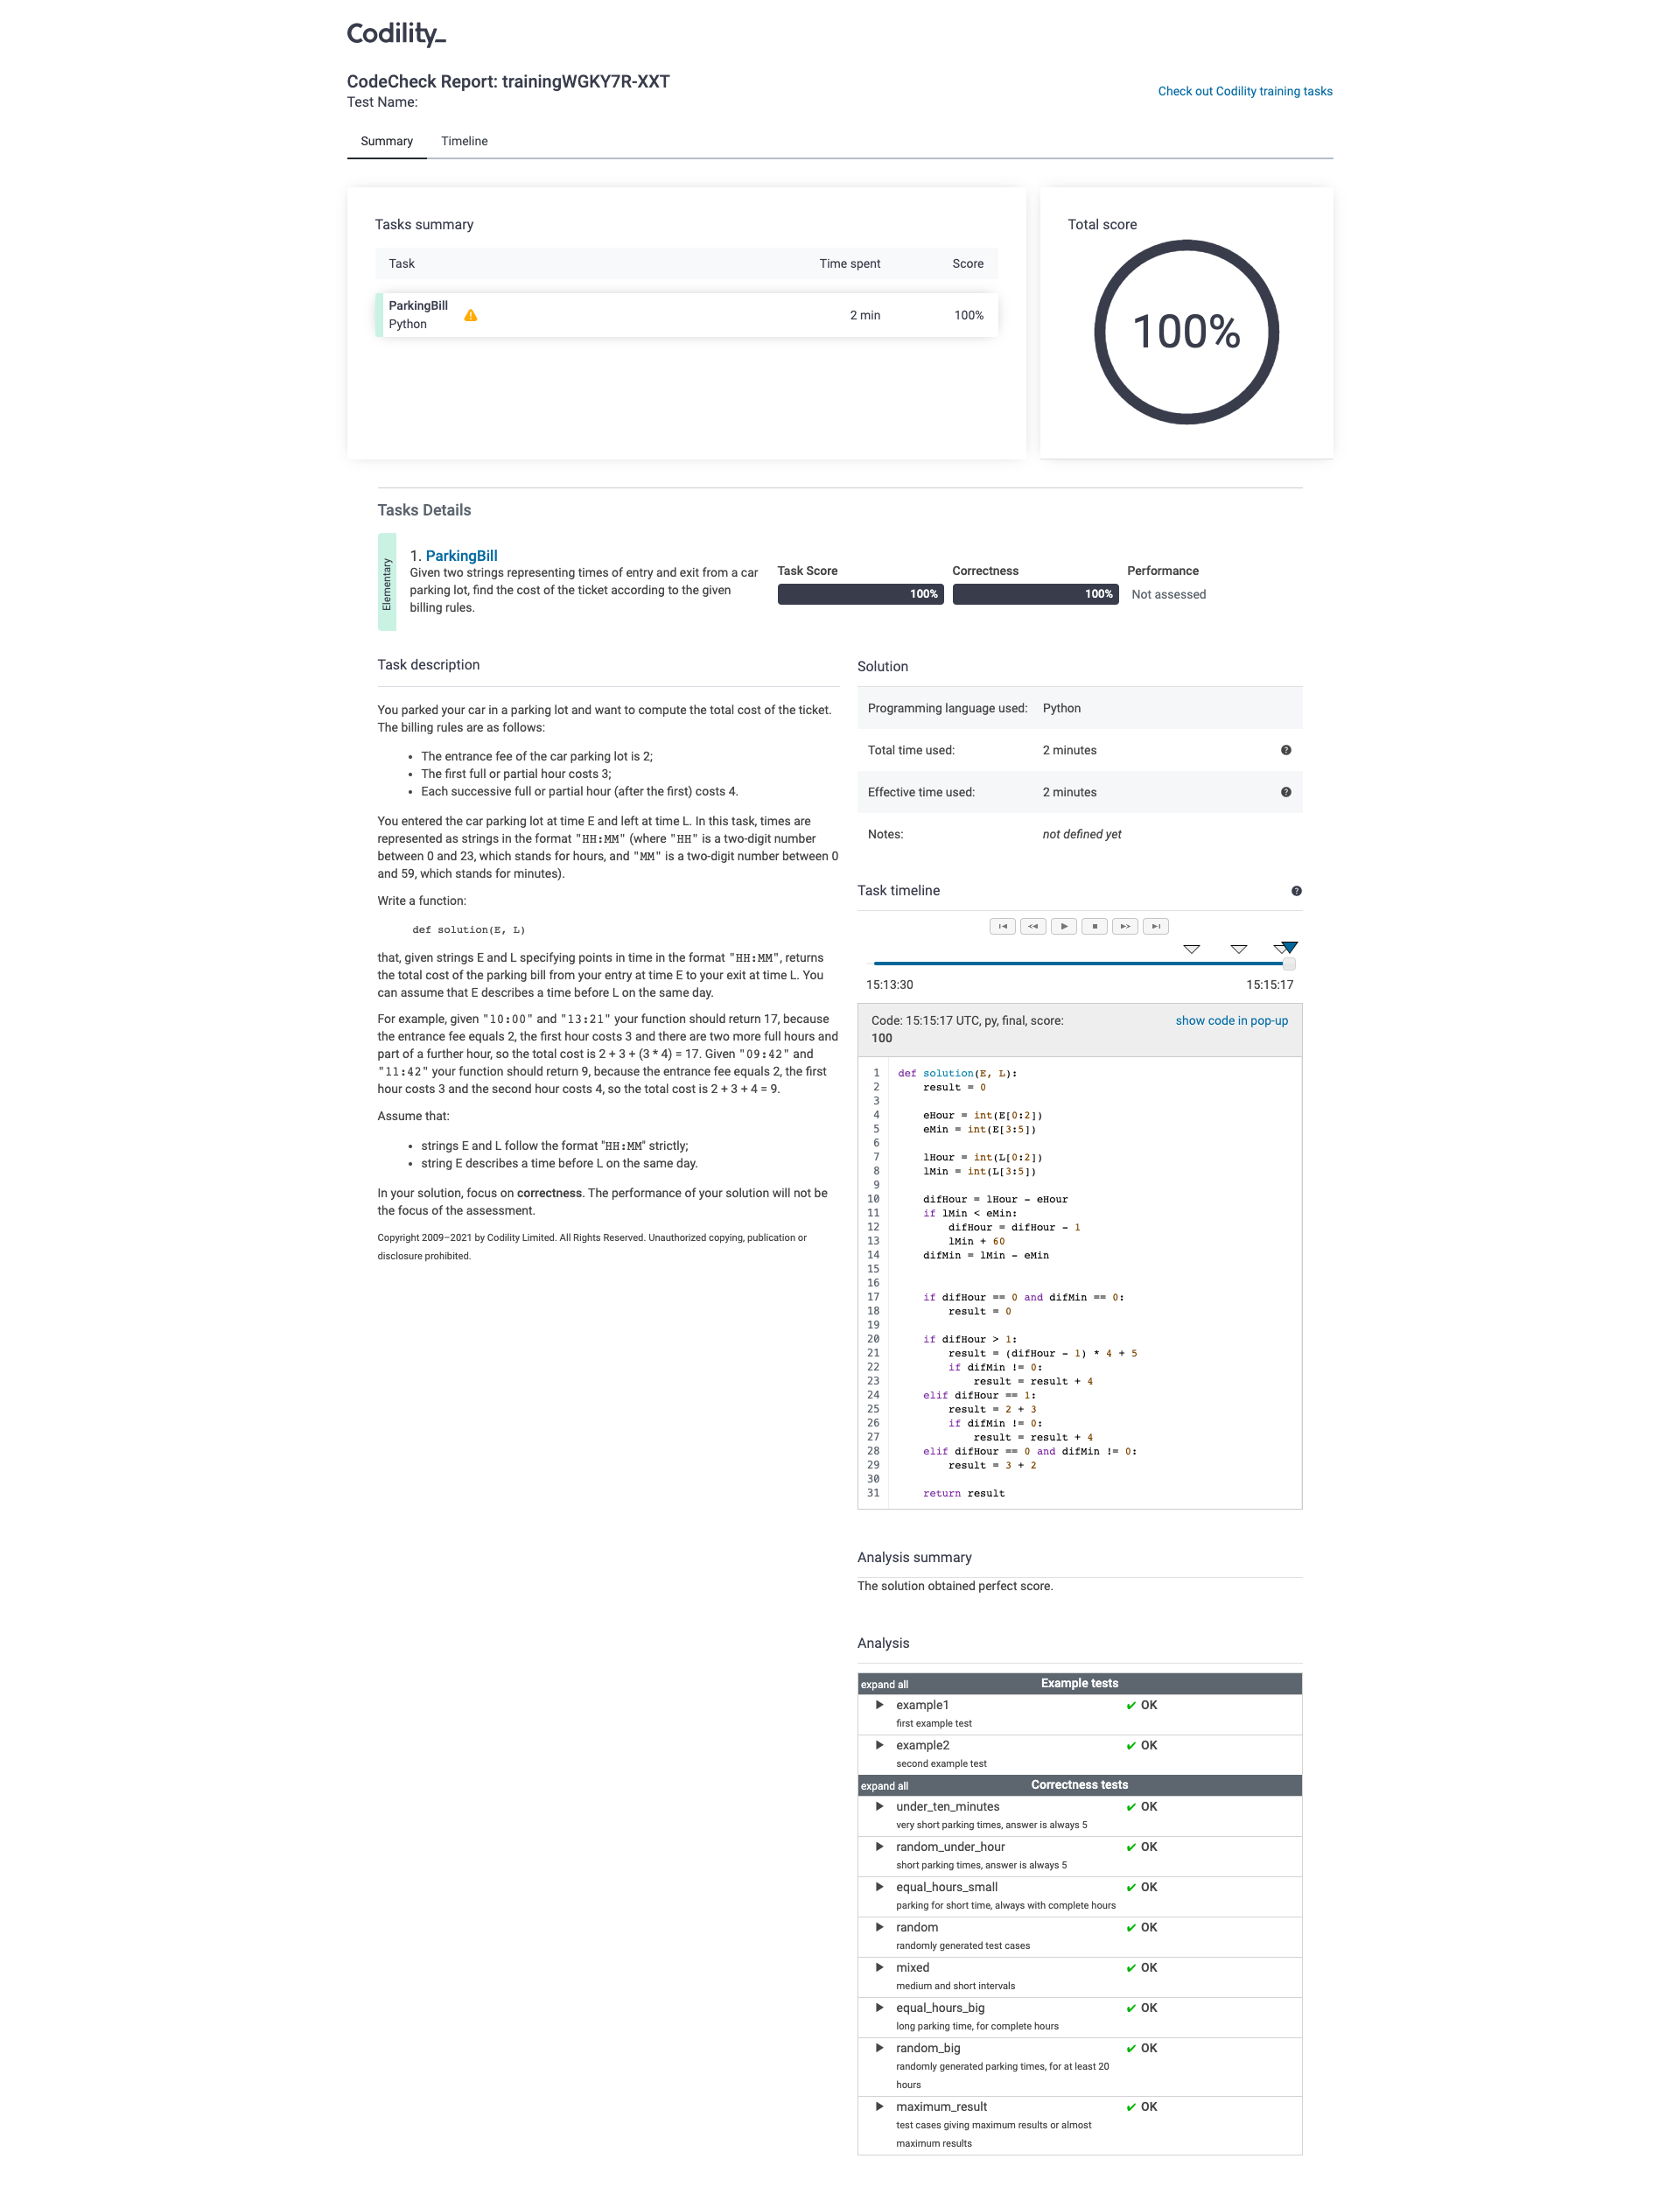 Codility_
CodeCheck Report: trainingWGKY7R-XXT
Test Name:
Check out Codility training tasks
Summary
Timeline
Tasks summary
Task
Time spent
Score
ParkingBill
Python
2 min
100%
Total score
100%
Tasks Details
Elementary
1. ParkingBill
Given two strings representing times of entry and exit from a car
parking lot, find the cost of the ticket according to the given
billing rules.
Task Score
100%
Correctness
100%
Performance
Not assessed
Task description
You parked your car in a parking lot and want to compute the total cost of the ticket.
The billing rules are as follows:
• The entrance fee of the car parking lot is 2;
• The first full or partial hour costs 3;
• Each successive full or partial hour (after the first) costs 4.
You entered the car parking lot at time E and left at time L. In this task, times are
represented as strings in the format "HH:MM" (where "HH" is a two-digit number
between 0 and 23, which stands for hours, and "MM" is a two-digit number between 0
and 59, which stands for minutes).
Write a function:
def solution(E, L)
that, given strings E and L specifying points in time in the format "HH:MM", returns
the total cost of the parking bill from your entry at time E to your exit at time L. You
can assume that E describes a time before L on the same day.
For example, given "10:00" and "13:21" your function should return 17, because
the entrance fee equals 2, the first hour costs 3 and there are two more full hours and
part of a further hour, so the total cost is 2 + 3 + (3 * 4) = 17. Given "09:42" and
"11:42" your function should return 9, because the entrance fee equals 2, the first
hour costs 3 and the second hour costs 4, so the total cost is 2 + 3 + 4 = 9.
Assume that:
• strings E and L follow the format "HH:MM" strictly;
• string E describes a time before L on the same day.
In your solution, focus on correctness. The performance of your solution will not be
the focus of the assessment.
Copyright 2009–2021 by Codility Limited. All Rights Reserved. Unauthorized copying, publication or
disclosure prohibited.
Solution
Programming language used: Python
Total time used: 2 minutes
Effective time used: 2 minutes
Notes: not defined yet
Task timeline
15:13:30
15:15:17
Code: 15:15:17 UTC, py, final, score:
100
show code in pop-up
1 def solution(E, L):
2     result = 0
3
4     eHour = int(E[0:2])
5     eMin = int(E[3:5])
6
7     lHour = int(L[0:2])
8     lMin = int(L[3:5])
9
10     difHour = lHour - eHour
11     if lMin < eMin:
12         difHour = difHour - 1
13         lMin + 60
14     difMin = lMin - eMin
15
16
17     if difHour == 0 and difMin == 0:
18         result = 0
19
20     if difHour > 1:
21         result = (difHour - 1) * 4 + 5
22         if difMin != 0:
23             result = result + 4
24     elif difHour == 1:
25         result = 2 + 3
26         if difMin != 0:
27             result = result + 4
28     elif difHour == 0 and difMin != 0:
29         result = 3 + 2
30
31     return result
Analysis summary
The solution obtained perfect score.
Analysis
expand all Example tests
example1 ✔ OK
first example test
example2 ✔ OK
second example test
expand all Correctness tests
under_ten_minutes ✔ OK
very short parking times, answer is always 5
random_under_hour ✔ OK
short parking times, answer is always 5
equal_hours_small ✔ OK
parking for short time, always with complete hours
random ✔ OK
randomly generated test cases
mixed ✔ OK
medium and short intervals
equal_hours_big ✔ OK
long parking time, for complete hours
random_big ✔ OK
randomly generated parking times, for at least 20
hours
maximum_result ✔ OK
test cases giving maximum results or almost
maximum results